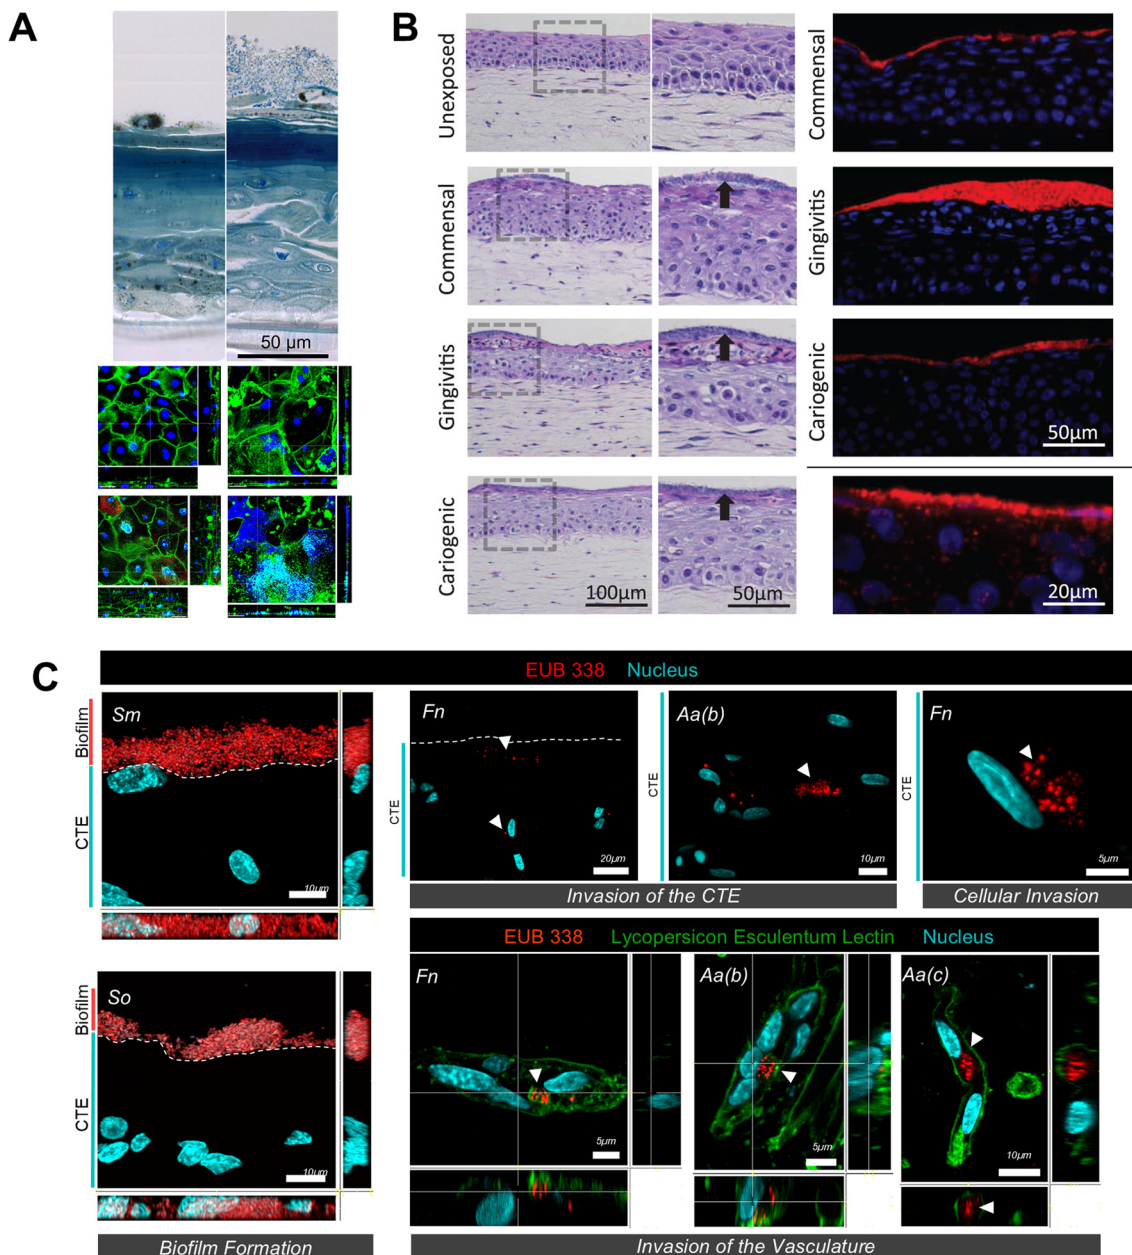 A
50 µm
B
Unexposed
Commensal
Gingivitis
Cariogenic
100µm
50µm
Commensal
Gingivitis
Cariogenic
50µm
20µm
C
EUB 338 Nucleus
Biofilm
CTE
Sm
10µm
Fn
CTE
20µm
Aa(b)
CTE
10µm
Invasion of the CTE
Fn
CTE
5µm
Cellular Invasion
EUB 338 Lycopersicon Esculentum Lectin Nucleus
Biofilm
CTE
So
10µm
Biofilm Formation
Fn
5µm
Aa(b)
5µm
Aa(c)
10µm
Invasion of the Vasculature